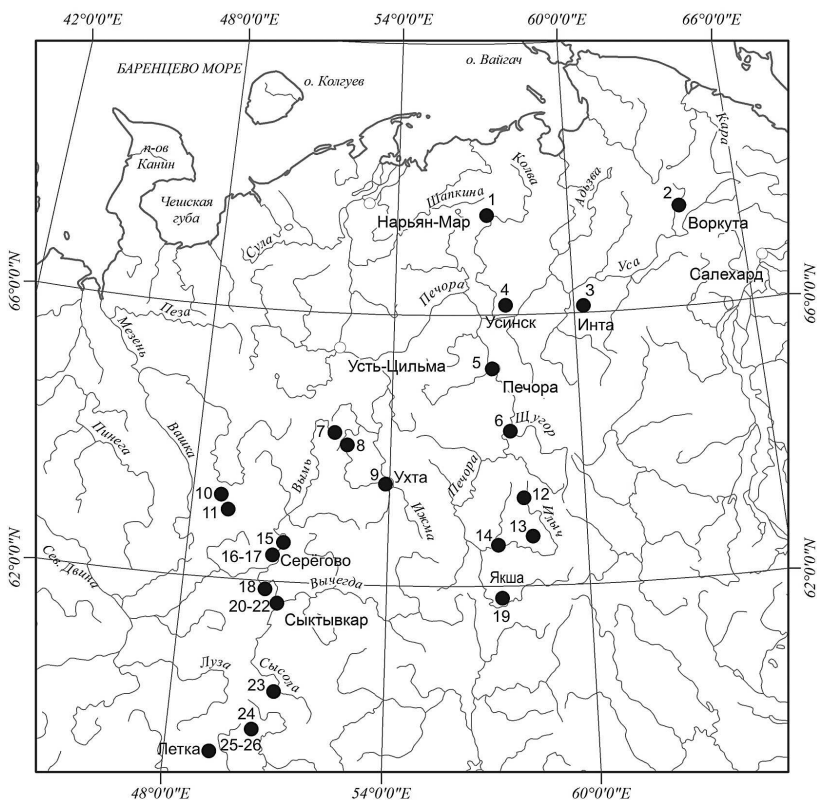 42°0'0"E 48°0'0"E 54°0'0"E 60°0'0"E 66°0'0"E
БАРЕНЦЕВО МОРЕ
о. Колгуев
о. Вайгач
п-ов
Канин
Чешская
губа
Кара
Колва
Адьзва
Шапкина
1
2
Нарьян-Мар
Воркута
Сула
Уса
66°0'0"N
66°0'0"N
Салехард
Печора
4
3
Пеза
Усинск
Инта
Мезень
Усть-Цильма
5
Печора
Пинега
Вашка
7
8
6
Щугор
Вымь
9
Ухта
Печора
10
11
Ижма
12
Илыч
13
14
15
16-17
Серёгово
62°0'0"N
62°0'0"N
Сев. Двина
Вычегда
Якша
18
20-22
19
Сыктывкар
Луза
Сысола
23
24
25-26
Летка
48°0'0"E 54°0'0"E 60°0'0"E